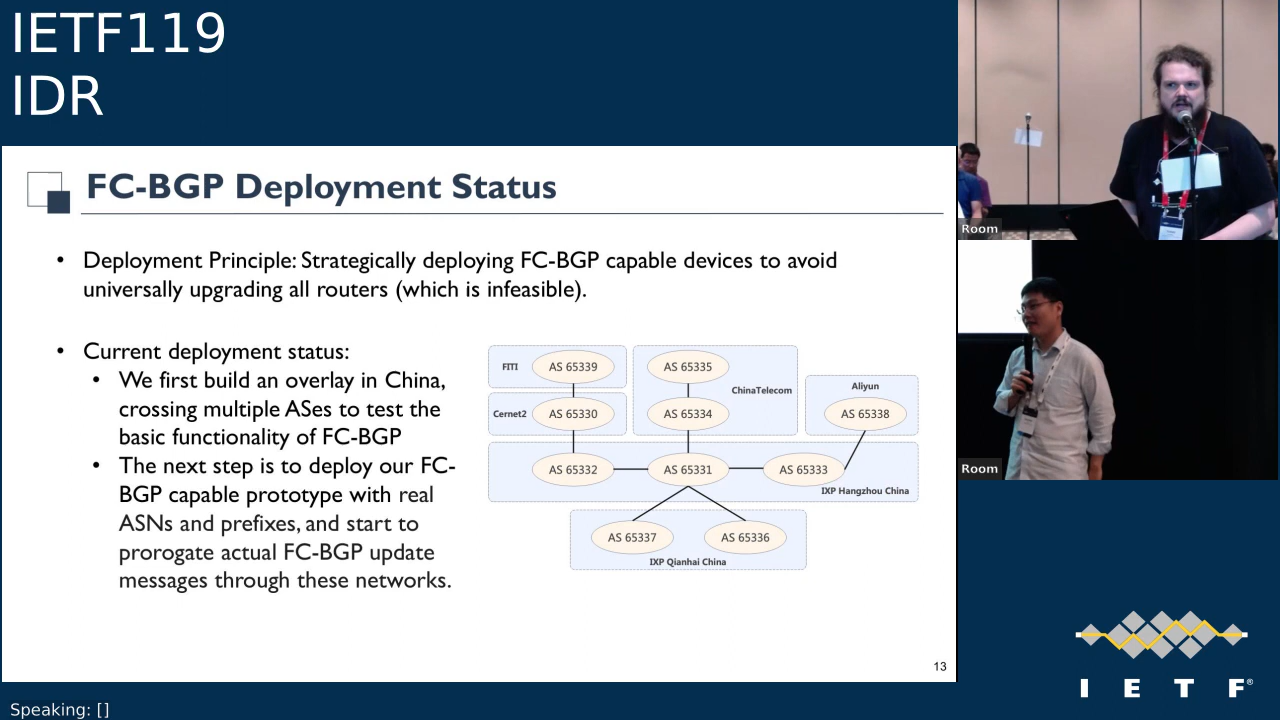 IETF119
IDR
FC-BGP Deployment Status
• Deployment Principle: Strategically deploying FC-BGP capable devices to avoid
universally upgrading all routers (which is infeasible).
• Current deployment status:
• We first build an overlay in China,
crossing multiple ASes to test the
basic functionality of FC-BGP
• The next step is to deploy our FC-
BGP capable prototype with real
ASNs and prefixes, and start to
prorogate actual FC-BGP update
messages through these networks.
FITI
AS 65339
AS 65335
ChinaTelecom
Aliyun
Cernet2
AS 65330
AS 65334
AS 65338
AS 65332
AS 65331
AS 65333
IXP Hangzhou China
AS 65337
AS 65336
IXP Qianhai China
13
Room
Room
I E T F®
Speaking: []